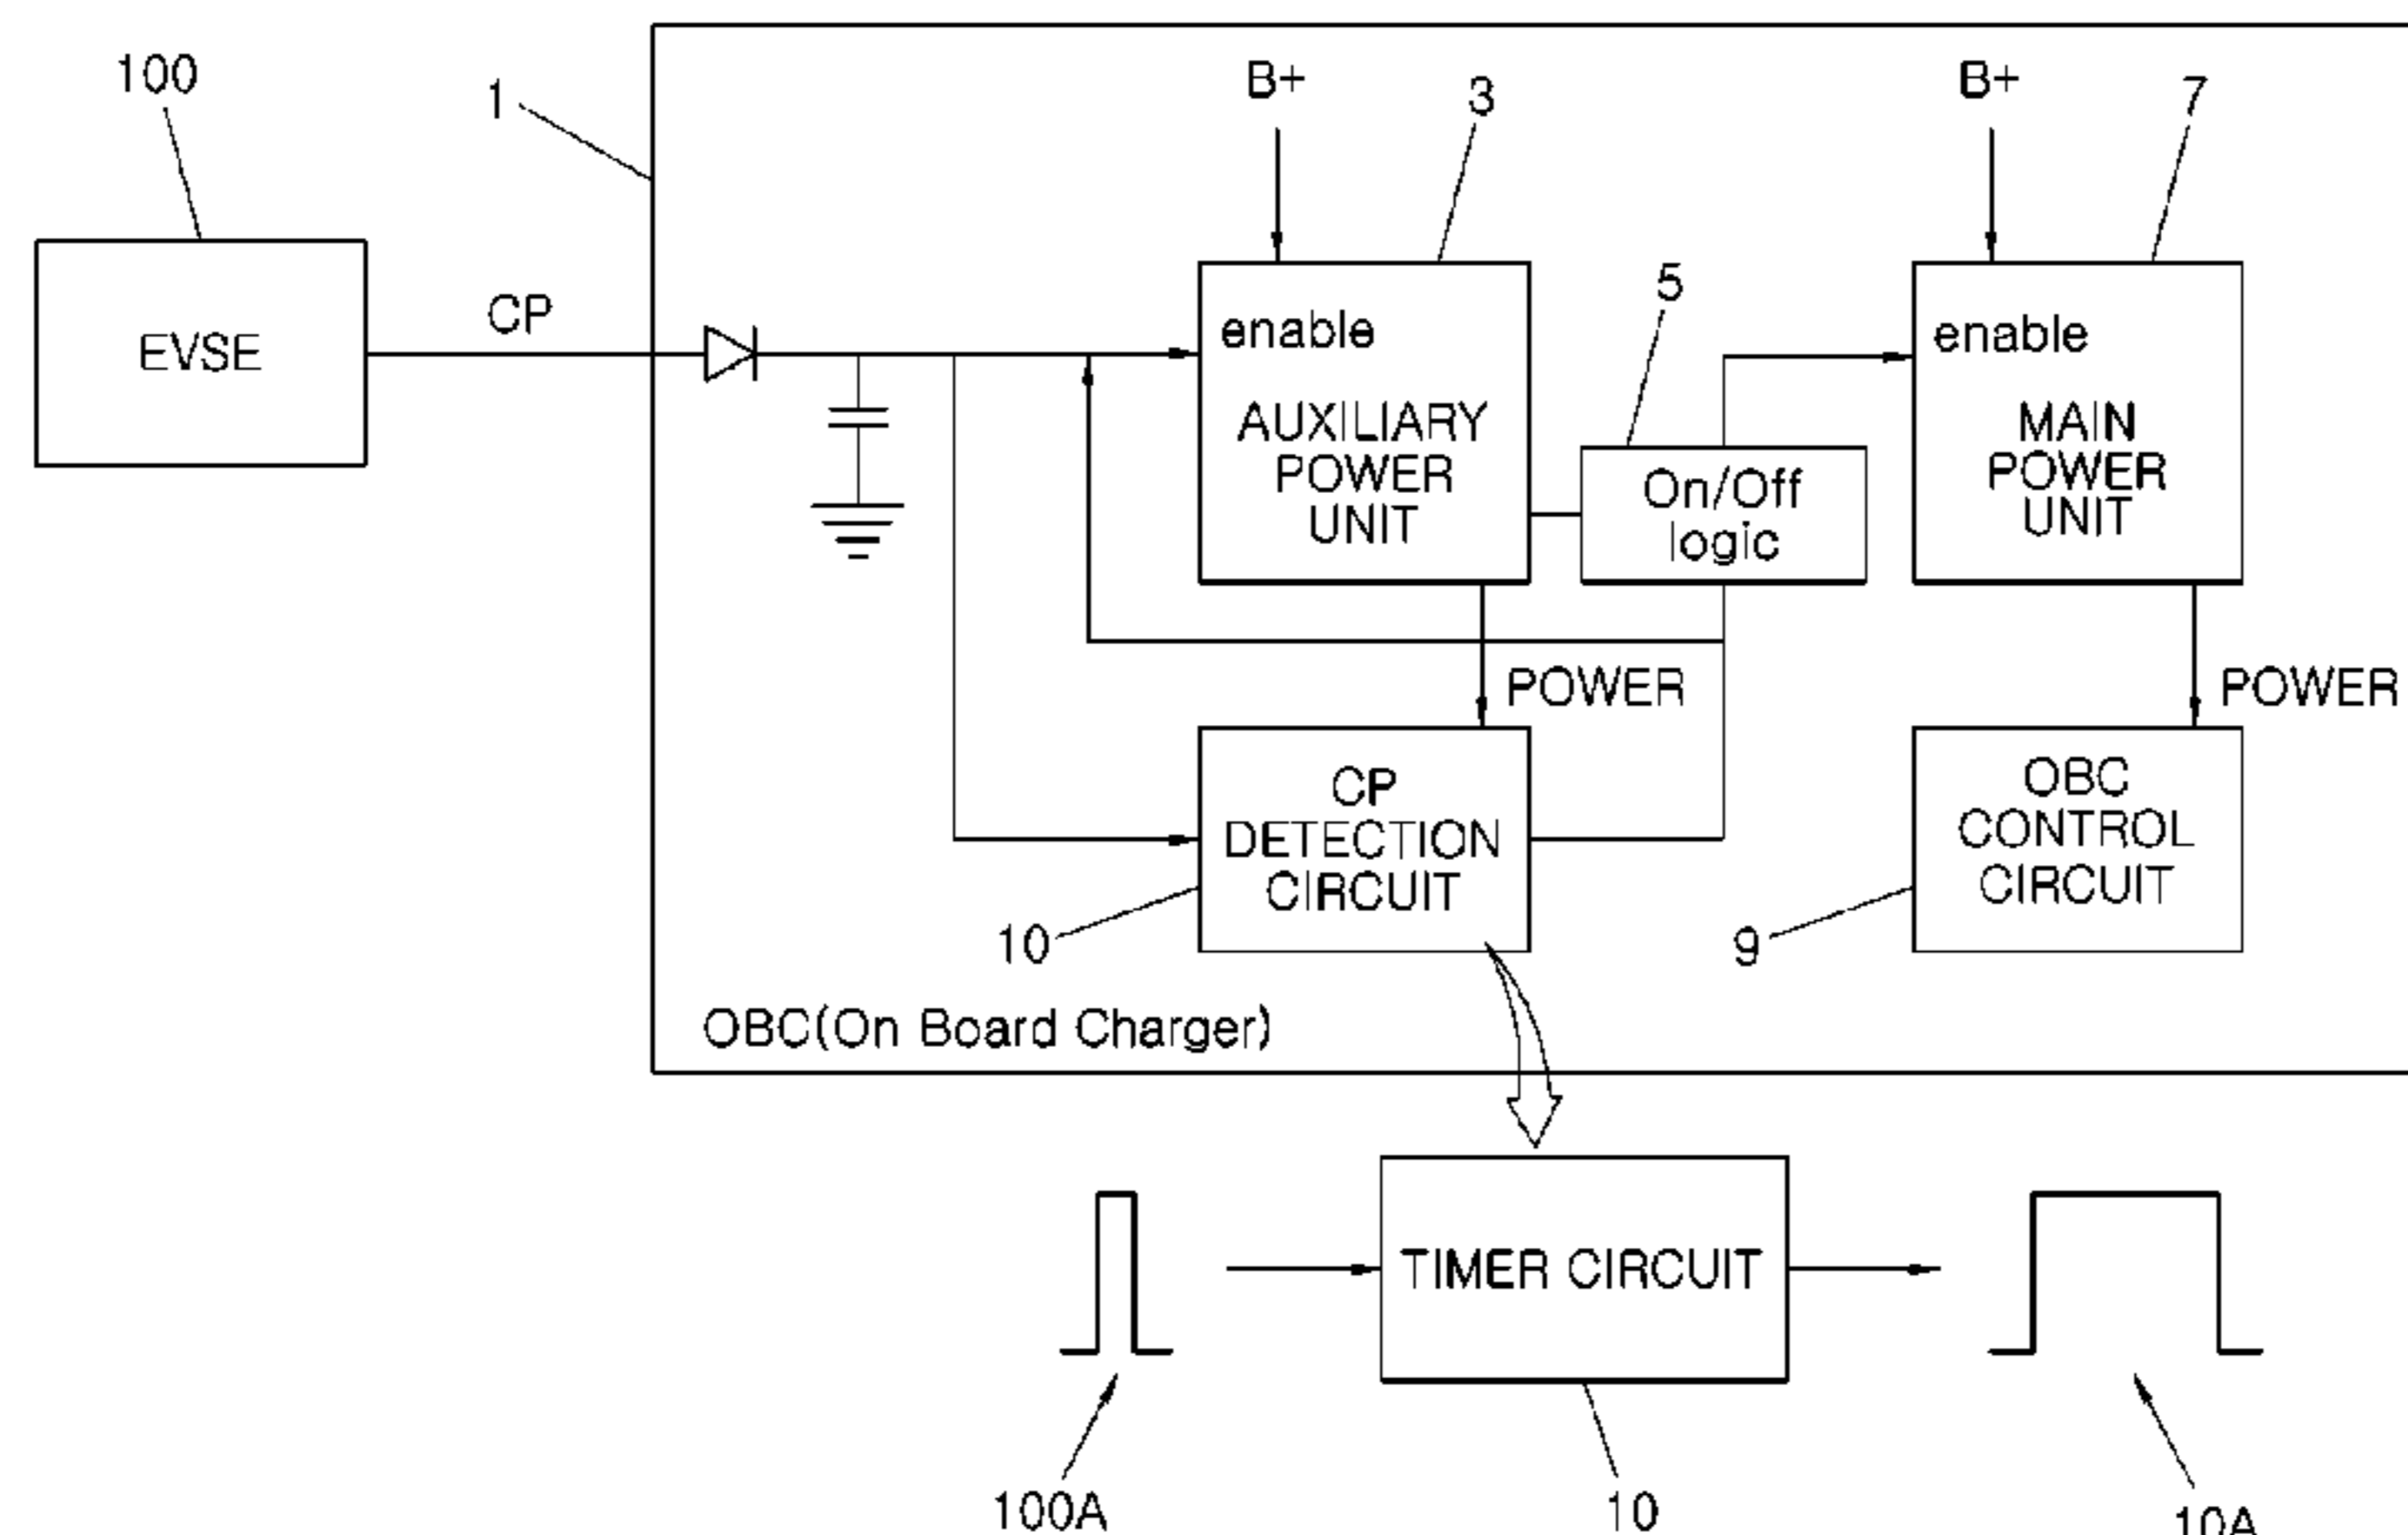 100
1
B+
3
B+
7
EVSE
CP
enable
AUXILIARY
POWER
UNIT
5
On/Off
logic
enable
MAIN
POWER
UNIT
POWER
POWER
CP
DETECTION
CIRCUIT
10
OBC
CONTROL
CIRCUIT
9
OBC(On Board Charger)
TIMER CIRCUIT
100A
10
10A